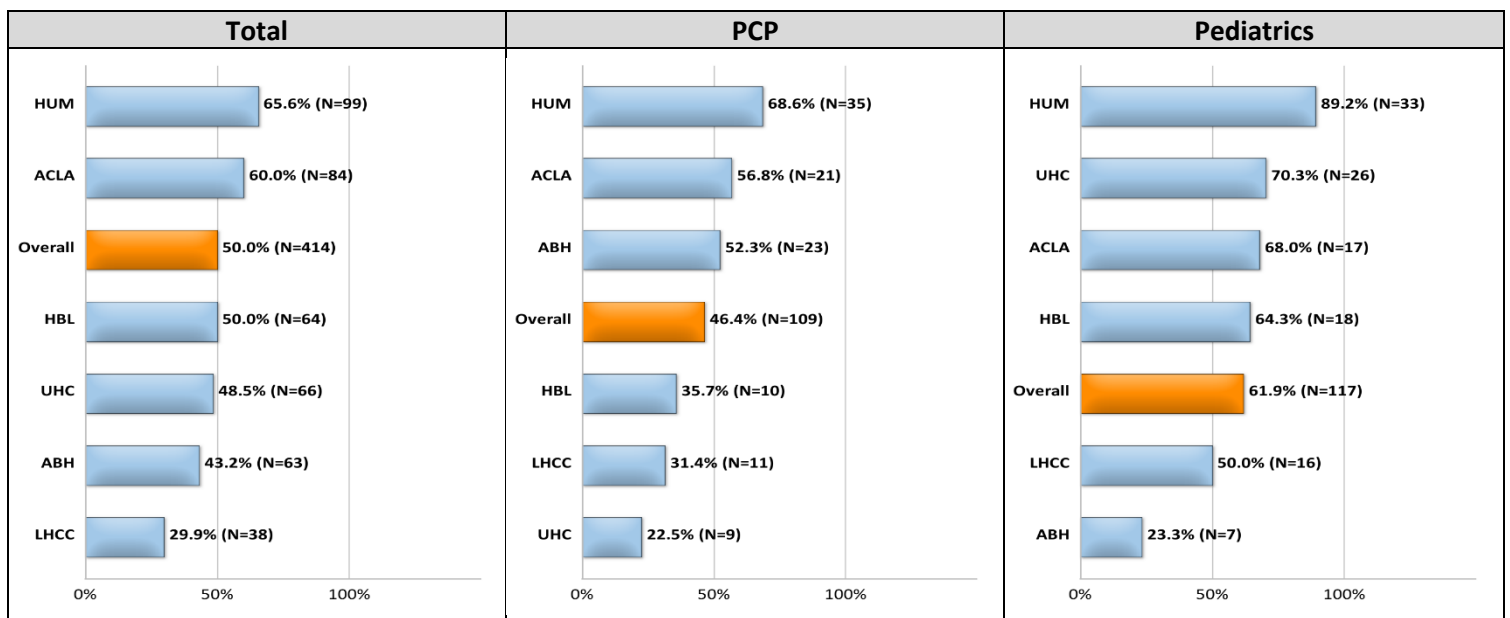 Total
HUM 65.6% (N=99)
ACLA 60.0% (N=84)
Overall 50.0% (N=414)
HBL 50.0% (N=64)
UHC 48.5% (N=66)
ABH 43.2% (N=63)
LHCC 29.9% (N=38)
0% 50% 100%
PCP
HUM 68.6% (N=35)
ACLA 56.8% (N=21)
ABH 52.3% (N=23)
Overall 46.4% (N=109)
HBL 35.7% (N=10)
LHCC 31.4% (N=11)
UHC 22.5% (N=9)
0% 50% 100%
Pediatrics
HUM 89.2% (N=33)
UHC 70.3% (N=26)
ACLA 68.0% (N=17)
HBL 64.3% (N=18)
Overall 61.9% (N=117)
LHCC 50.0% (N=16)
ABH 23.3% (N=7)
0% 50% 100%